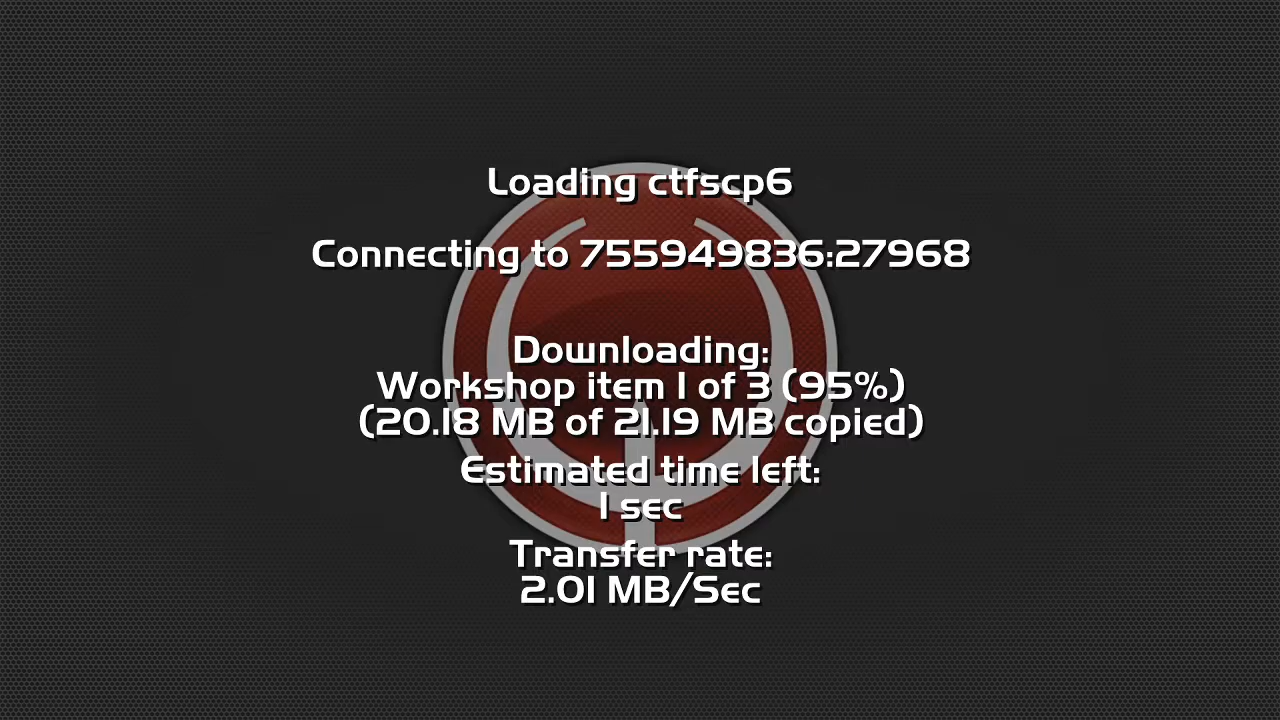 Loading ctfscp6
Connecting to 755949836:27968
Downloading:
Workshop item 1 of 3 (95%)
(20.18 MB of 21.19 MB copied)
Estimated time left:
1 sec
Transfer rate:
2.01 MB/Sec